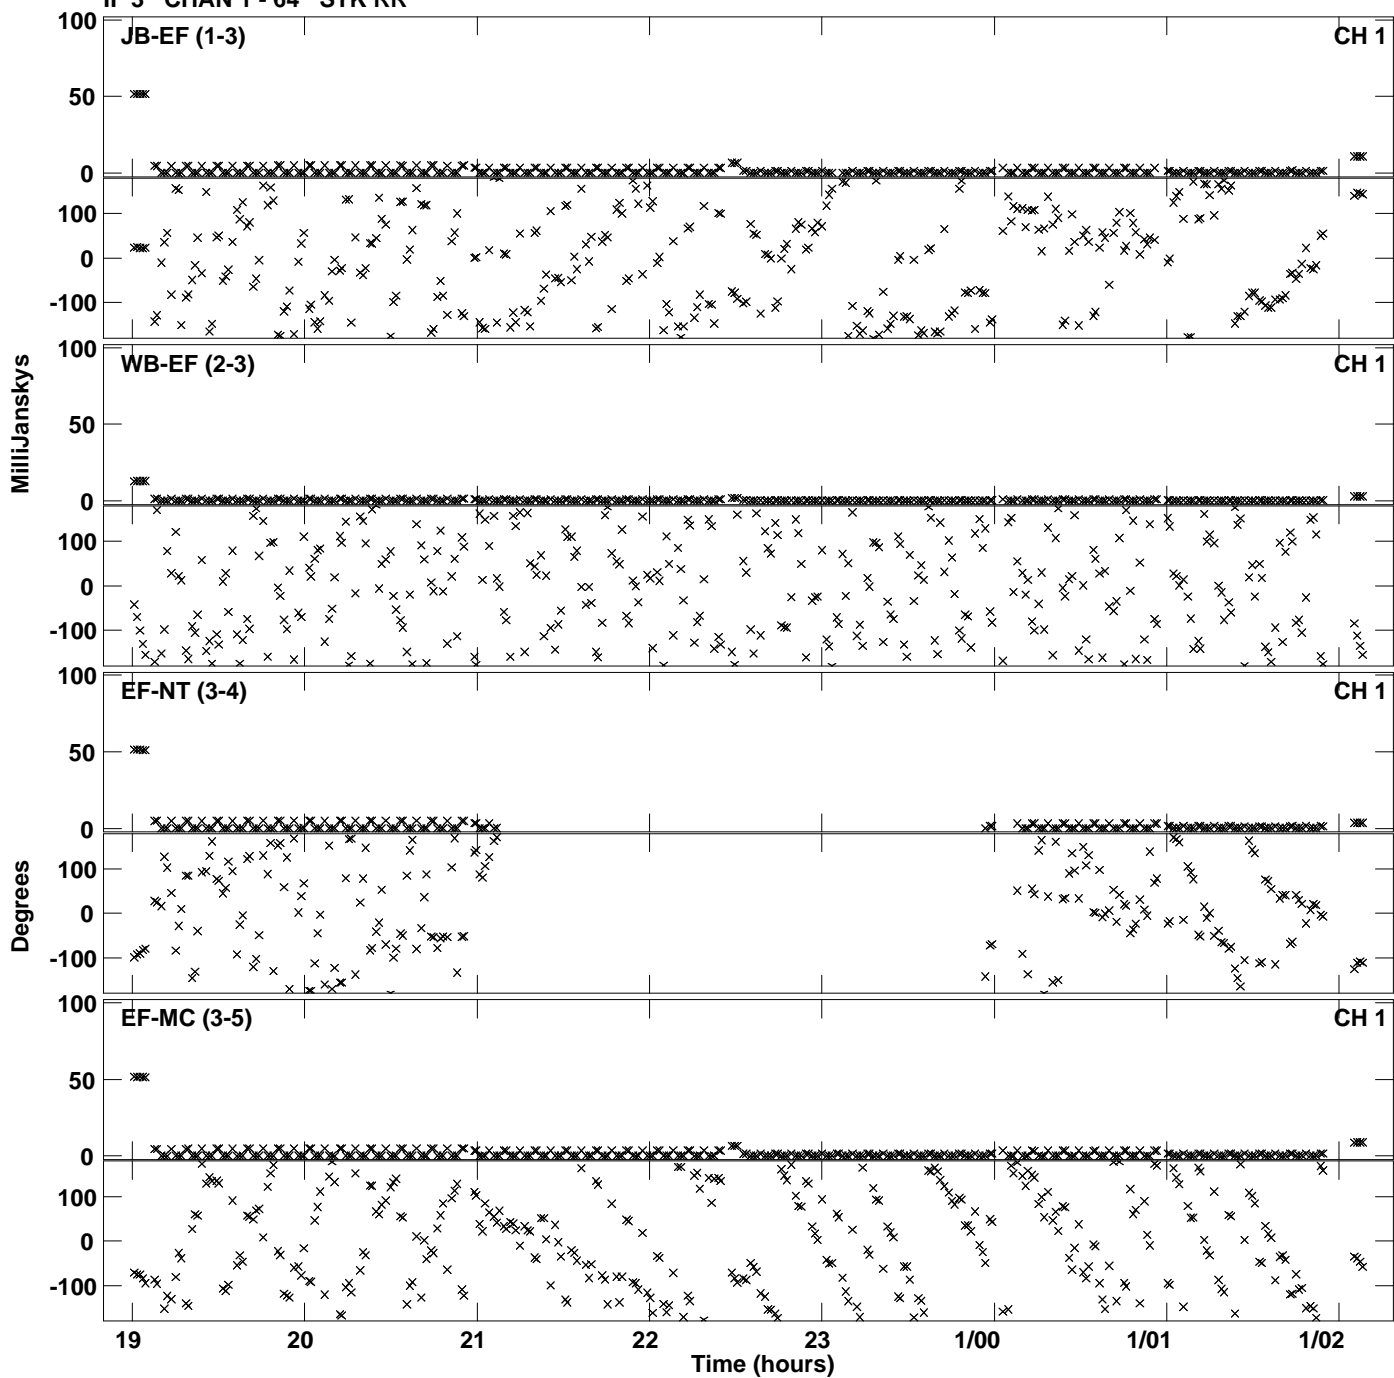 IF 3 CHAN 1 - 64 STK RR
100
JB-EF (1-3)
CH 1
50
0
100
0
-100
100
WB-EF (2-3)
CH 1
50
0
100
0
-100
MilliJanskys
100
EF-NT (3-4)
CH 1
50
0
100
0
-100
Degrees
100
EF-MC (3-5)
CH 1
50
0
100
0
-100
19 20 21 22 23 1/00 1/01 1/02
Time (hours)